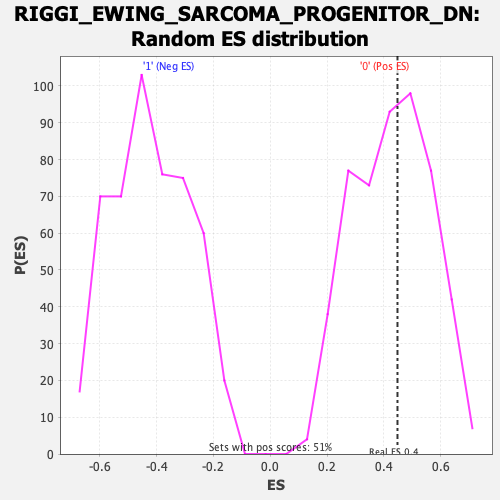 RIGGI_EWING_SARCOMA_PROGENITOR_DN:
Random ES distribution
'1' (Neg ES)
'0' (Pos ES)
100
90
80
70
60
50
40
30
20
10
0
P(ES)
Sets with pos scores: 51%
Real ES 0.4
-0.6
-0.4
-0.2
0.0
0.2
0.4
0.6
ES